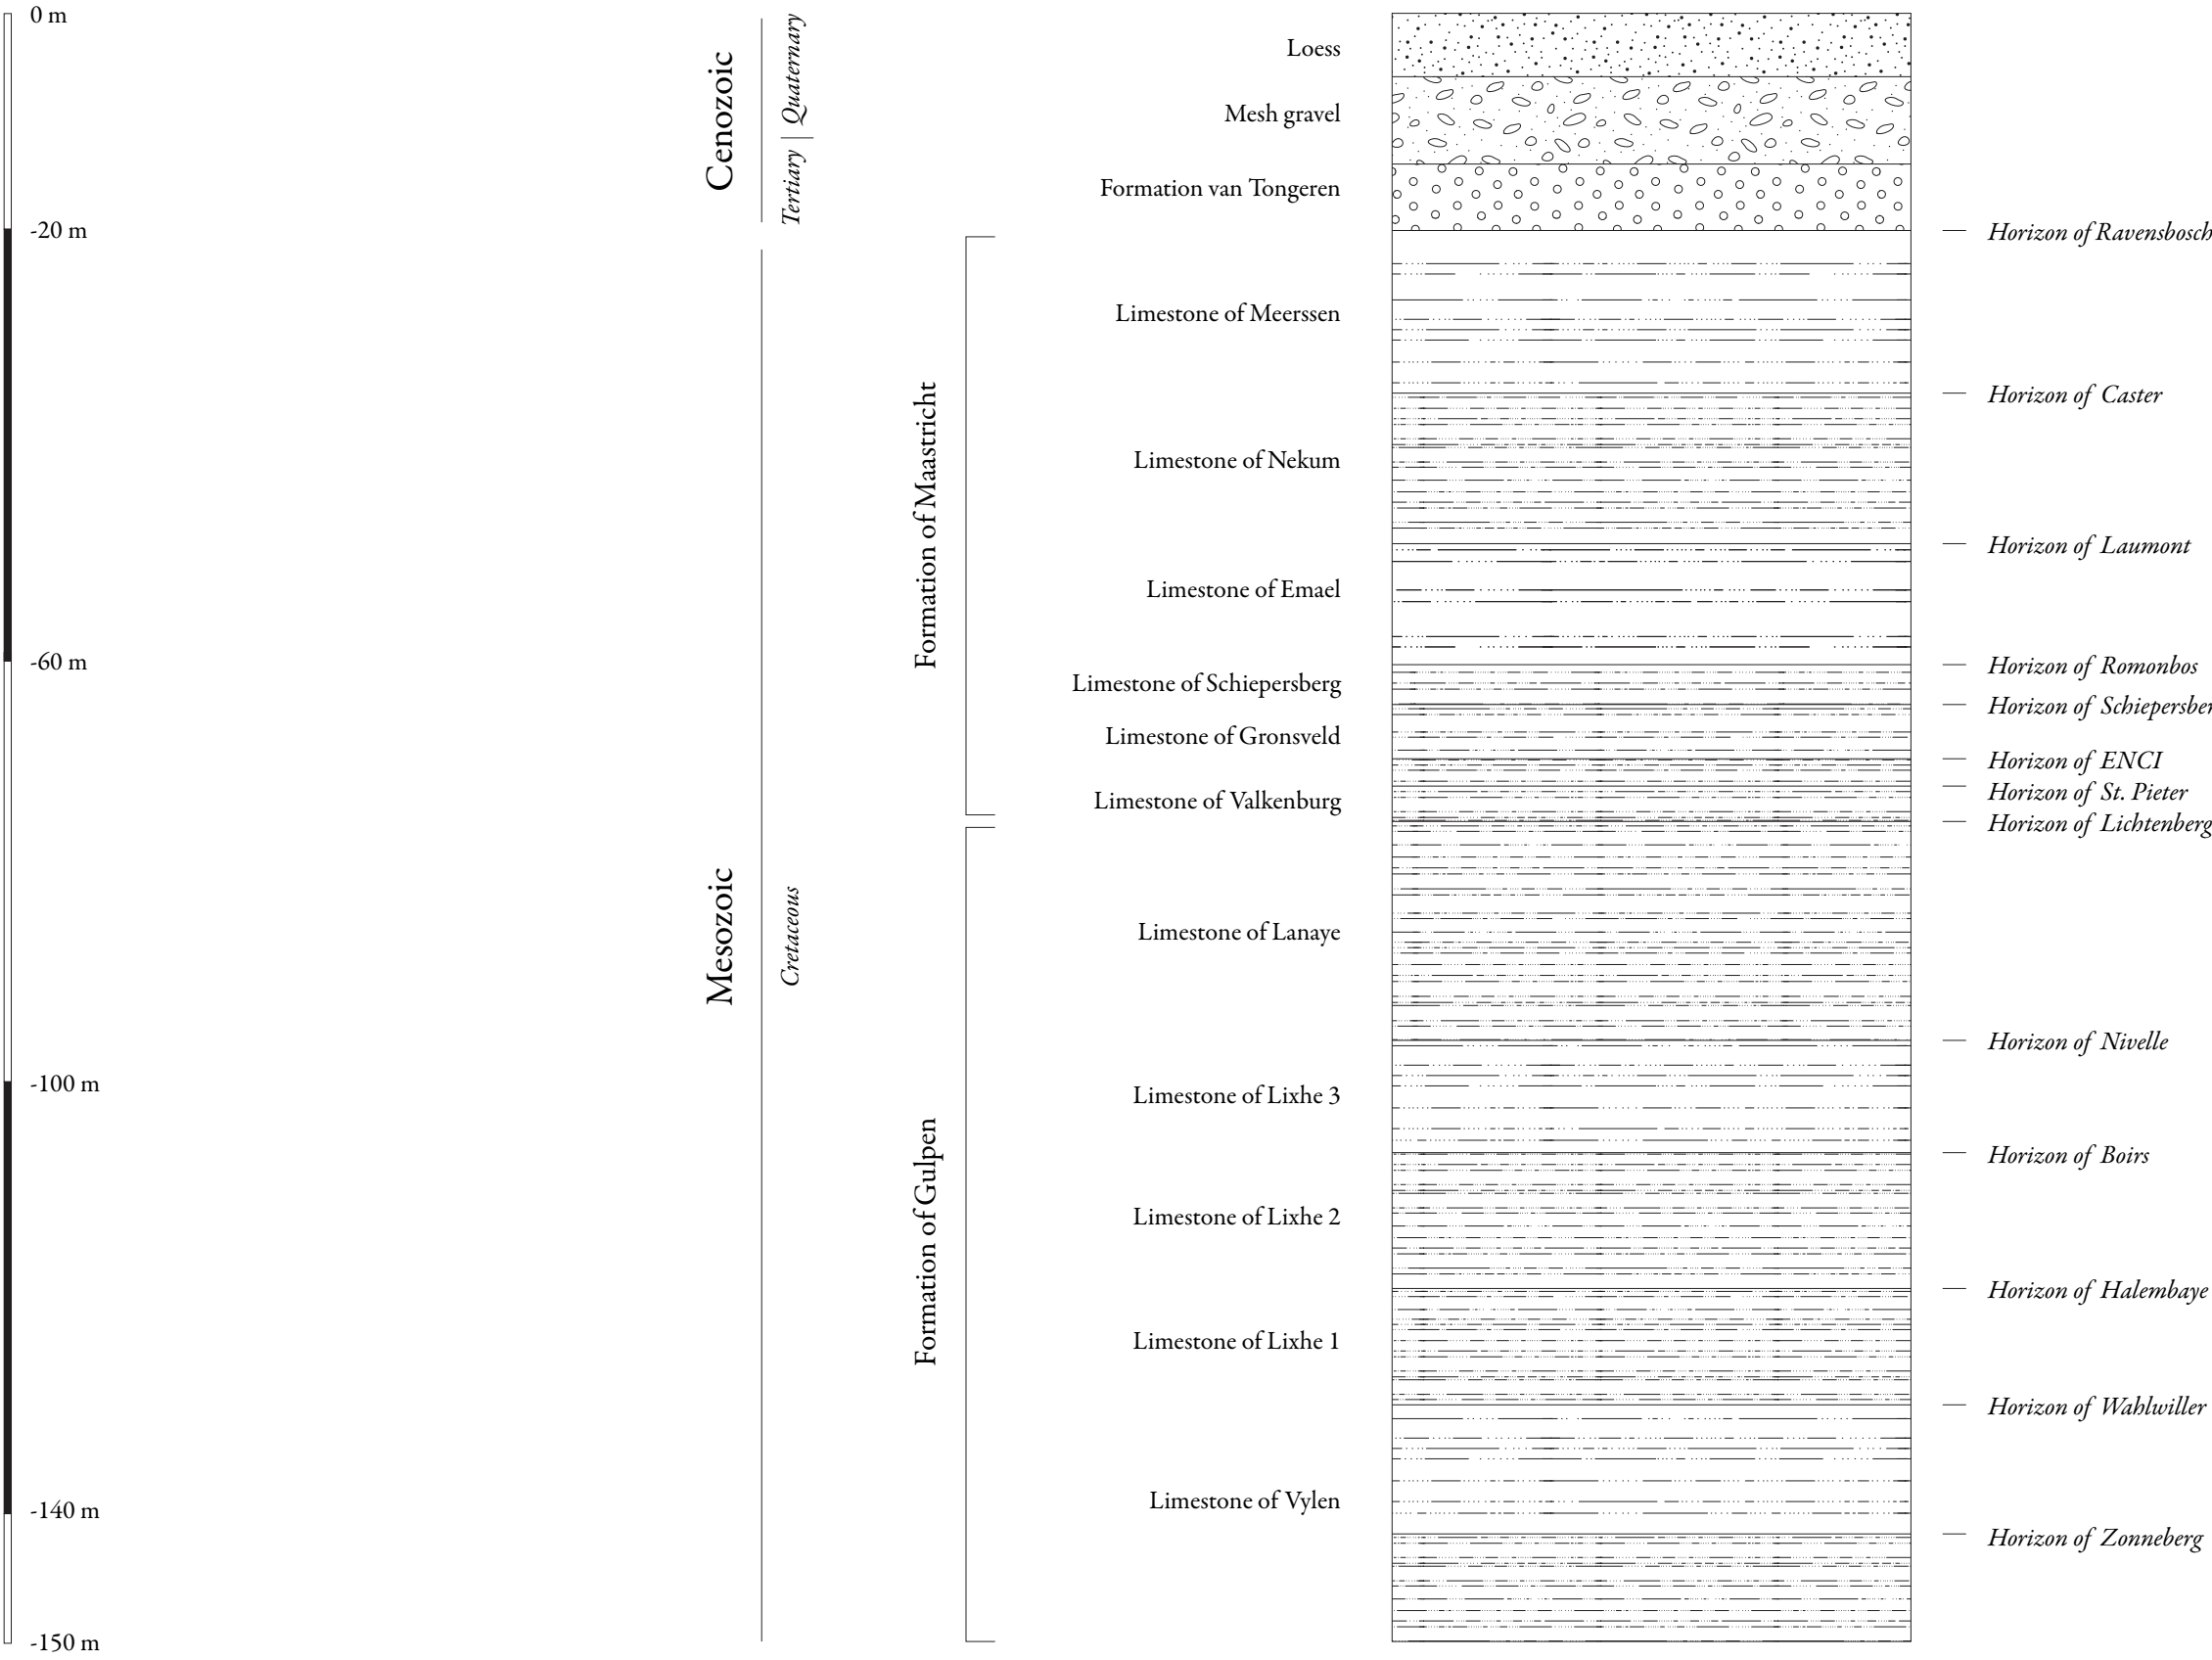 0 m
-20 m
-60 m
-100 m
-140 m
-150 m
Cenozoic
Quaternary
Tertiary
Mesozoic
Cretaceous
Formation of Maastricht
Formation of Gulpen
Loess
Mesh gravel
Formation van Tongeren
Limestone of Meerssen
Limestone of Nekum
Limestone of Emael
Limestone of Schiepersberg
Limestone of Gronsveld
Limestone of Valkenburg
Limestone of Lanaye
Limestone of Lixhe 3
Limestone of Lixhe 2
Limestone of Lixhe 1
Limestone of Vylen
Horizon of Ravensbosch
Horizon of Caster
Horizon of Laumont
Horizon of Romonbos
Horizon of Schiepersber
Horizon of ENCI
Horizon of St. Pieter
Horizon of Lichtenberg
Horizon of Nivelle
Horizon of Boirs
Horizon of Halembaye
Horizon of Wahlwiller
Horizon of Zonneberg